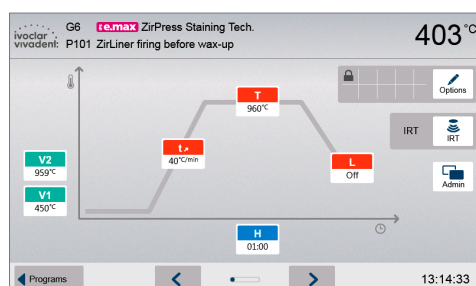 ivoclar
vivadent:
G6 IPS e.max ZirPress Staining Tech.
P101 ZirLiner firing before wax-up
403°C
Options
IRT
IRT
Admin
T
960°C
t↗
40°C/min
L
Off
V2
959°C
V1
450°C
H
01:00
Programs
13:14:33